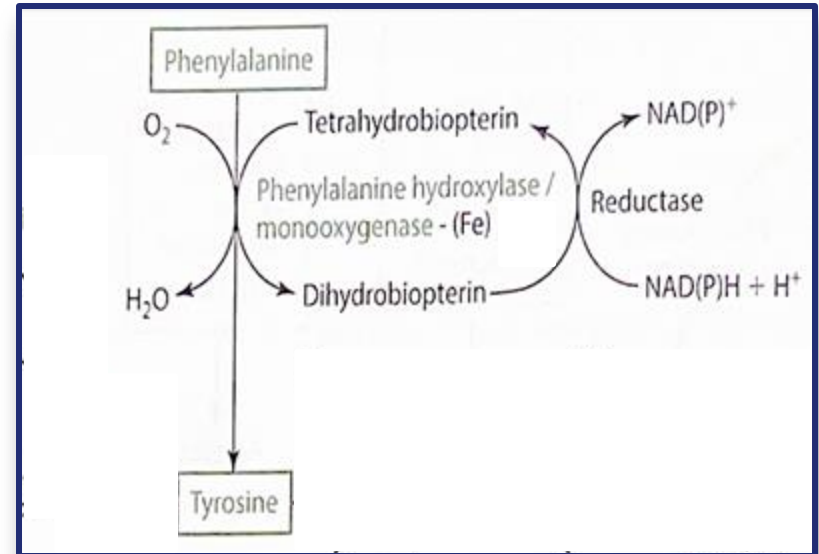 Phenylalanine
O₂
Tetrahydrobiopterin
NAD(P)⁺
Phenylalanine hydroxylase /
monooxygenase - (Fe)
Reductase
H₂O
Dihydrobiopterin
NAD(P)H + H⁺
Tyrosine